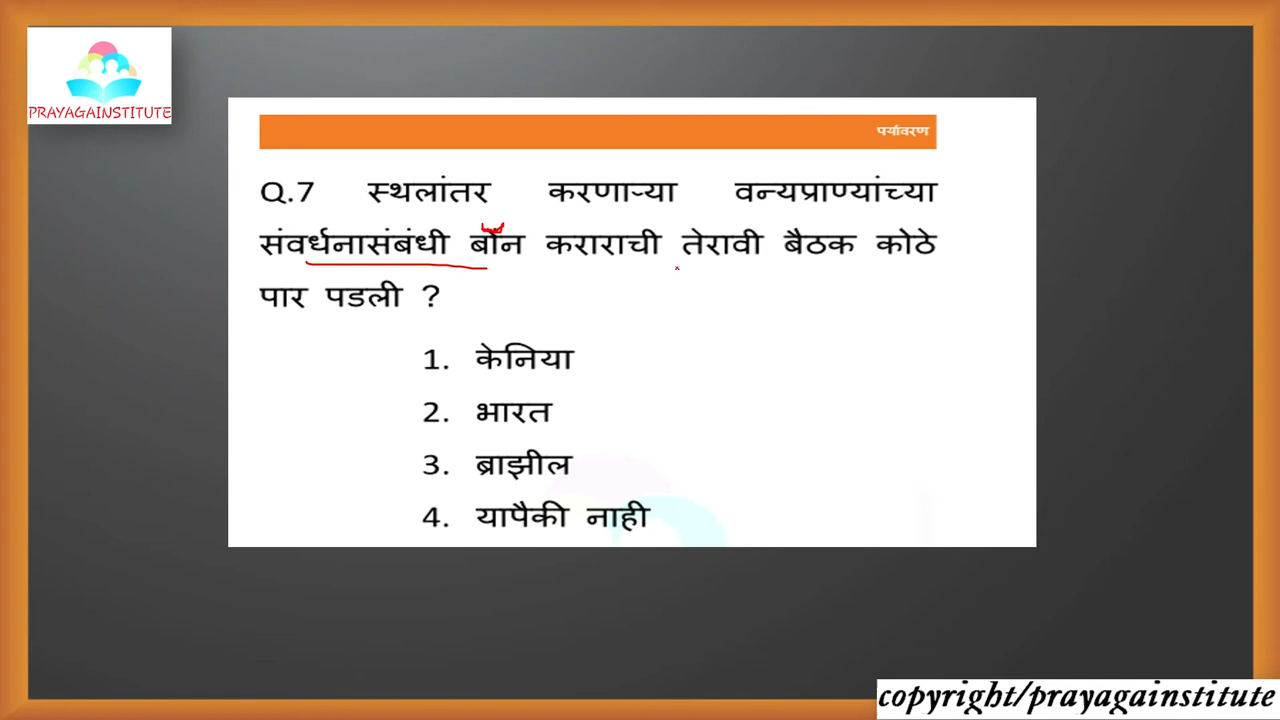 PRAYAGAINSTITUTE
पर्यावरण
Q.7 स्थलांतर करणाऱ्या वन्यप्राण्यांच्या
संवर्धनासंबंधी बोन कराराची तेरावी बैठक कोठे
पार पडली ?
1. केनिया
2. भारत
3. ब्राझील
4. यापैकी नाही
copyright/prayagainstitute